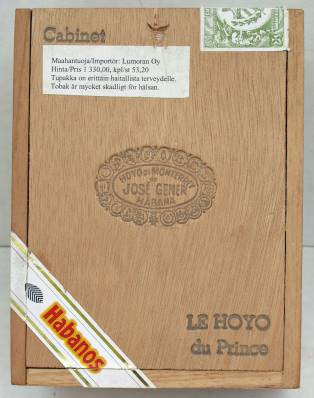 Cabinet
Maahantuoja/Importör: Lumoran Oy
Hinta/Pris 1 330,00, kpl/st 53,20
Tupakka on erittäin haitallista terveydelle.
Tobak är mycket skadligt för hälsan.
HOYO DE MONTERREY
de
JOSÉ GENER
HABANA
Habanos
LE HOYO
du Prince